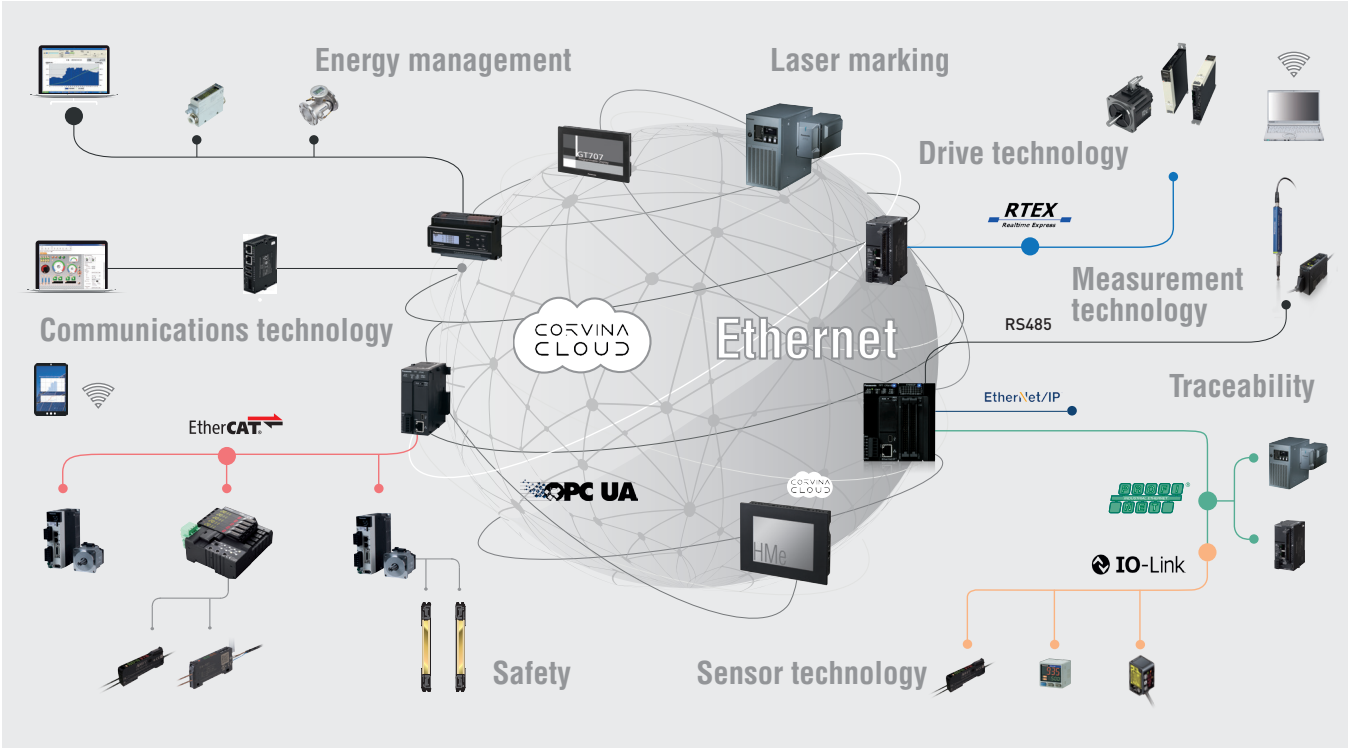 Energy management
Laser marking
GT707
Drive technology
RTEX
Realtime Express
Measurement
technology
CORVINA
CLOUD
Ethernet
RS485
Communications technology
EtherCAT®
EtherNet/IP
Traceability
CORVINA
CLOUD
OPC UA
HMe
IO-Link
Safety
Sensor technology